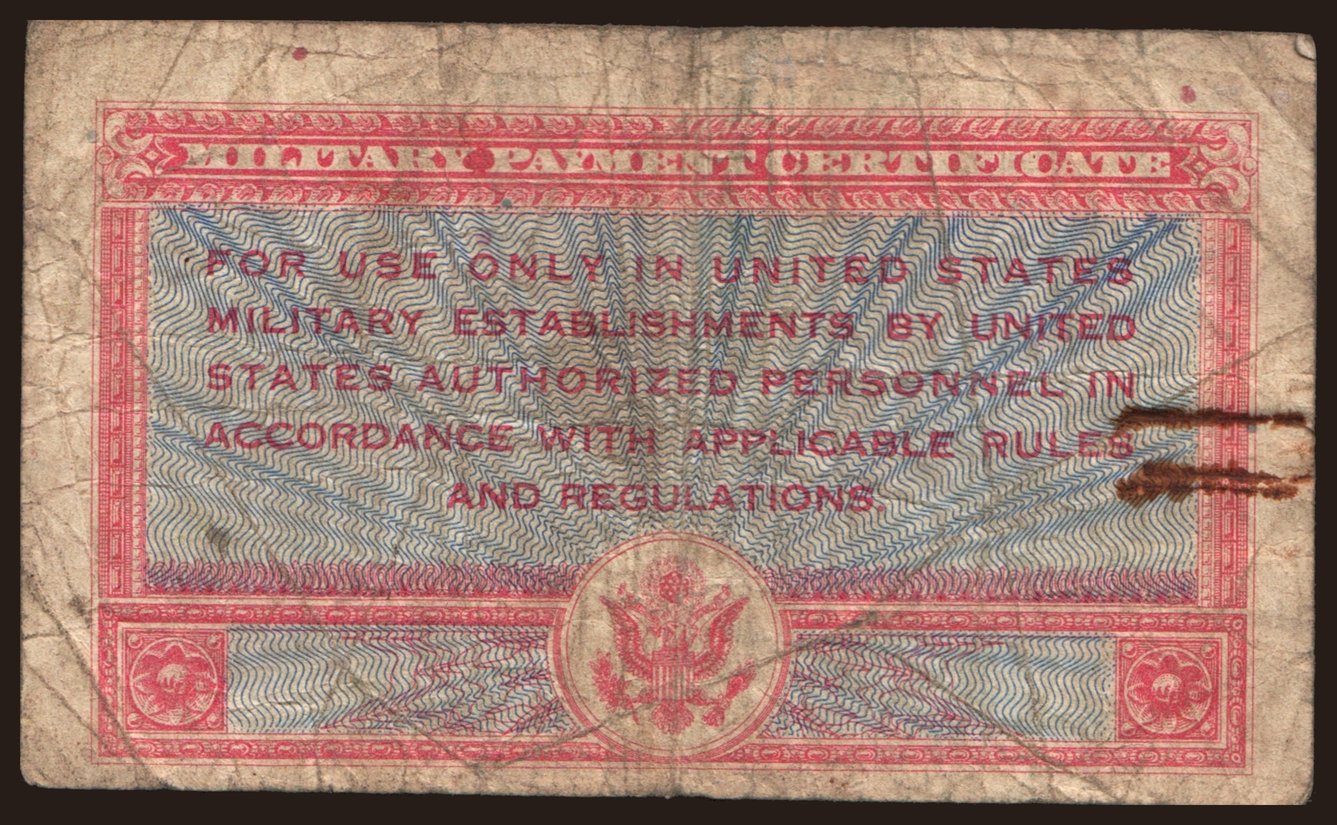 MILITARY PAYMENT CERTIFICATE
FOR USE ONLY IN UNITED STATES
MILITARY ESTABLISHMENTS BY UNITED
STATES AUTHORIZED PERSONNEL IN
ACCORDANCE WITH APPLICABLE RULES
AND REGULATIONS.